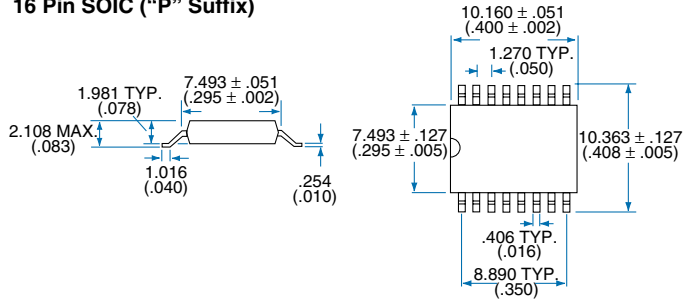 16 Pin SOIC (“P” Suffix)
1.981 TYP.
(.078)
7.493 ± .051
(.295 ± .002)
2.108 MAX.
(.083)
1.016
(.040)
.254
(.010)
10.160 ± .051
(.400 ± .002)
1.270 TYP.
(.050)
7.493 ± .127
(.295 ± .005)
10.363 ± .127
(.408 ± .005)
.406 TYP.
(.016)
8.890 TYP.
(.350)